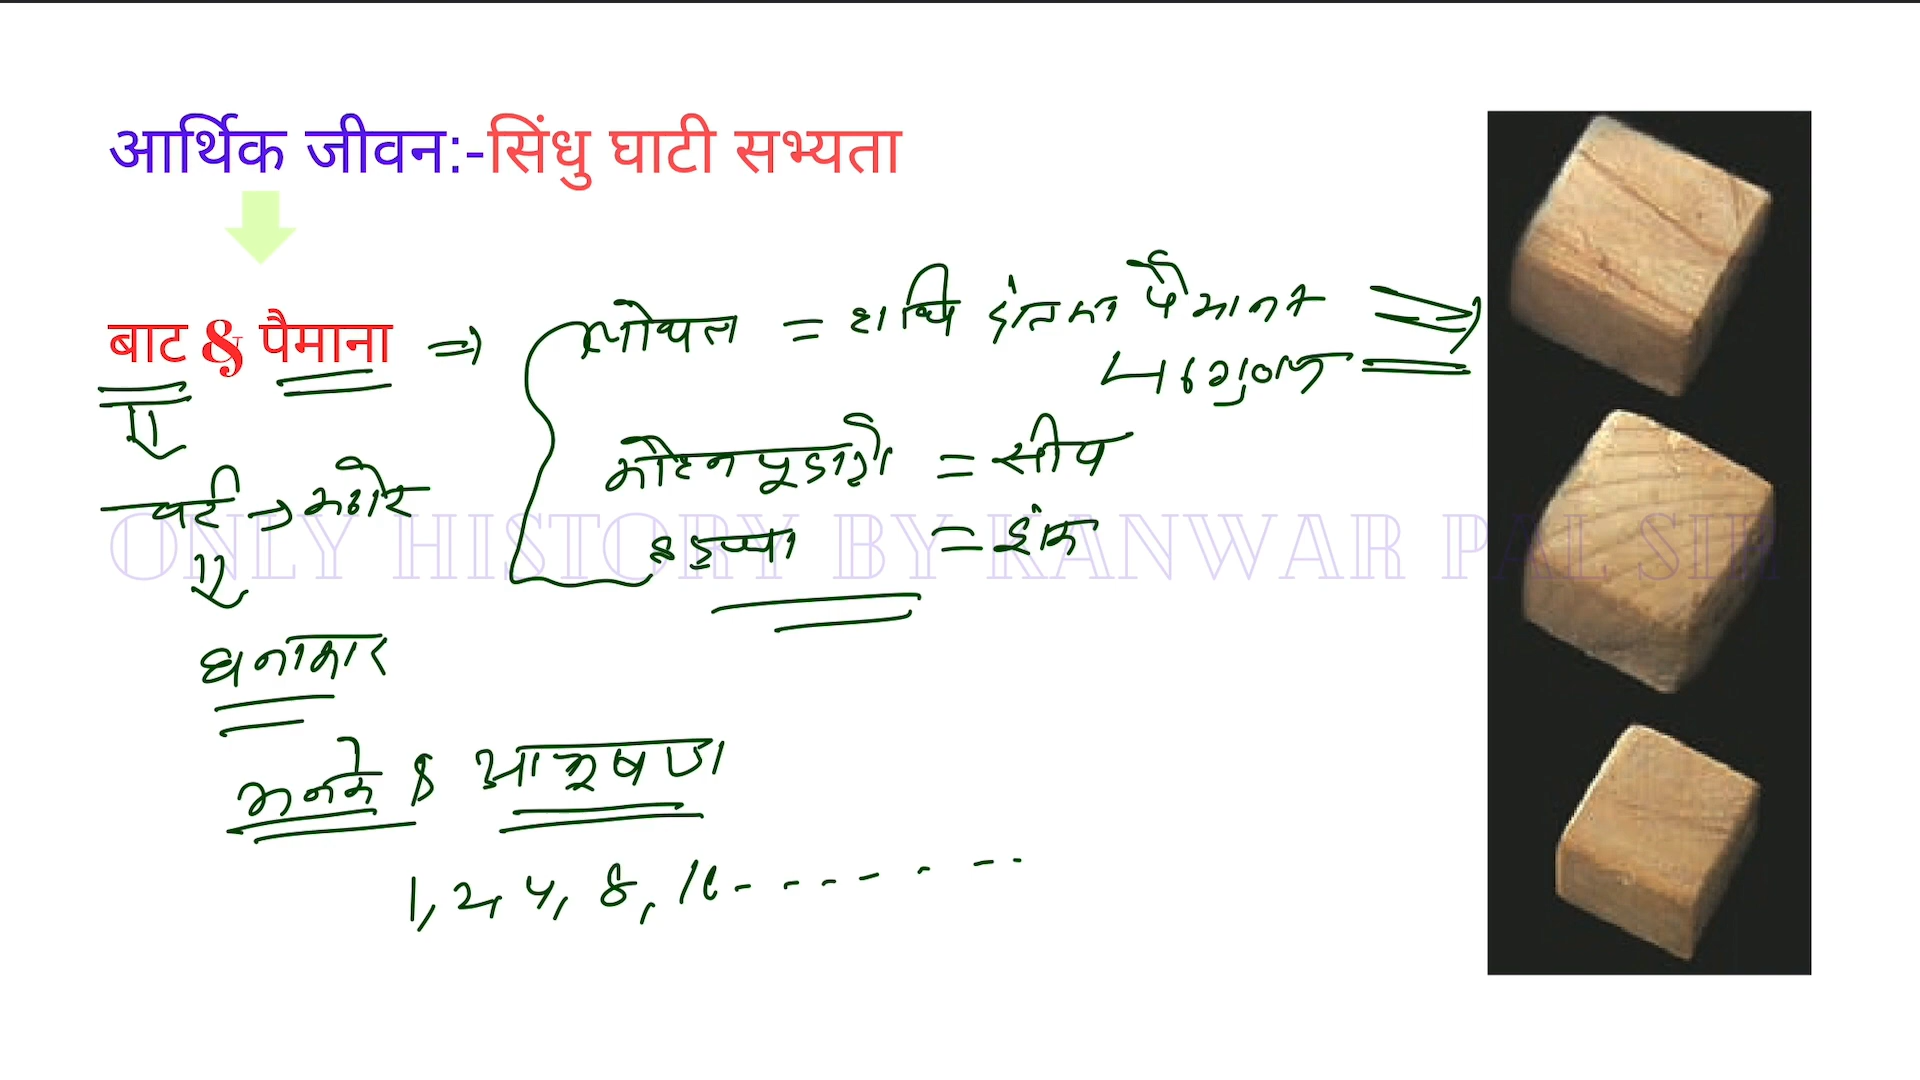 आर्थिक जीवन:-सिंधु घाटी सभ्यता
बाट & पैमाना ⇒
लोथल = हाथी दांत का पैमाना
मोहनजुदाड़ो = सीप
हड़प्पा =
चर्ट → कठोर
ONLY HISTORY BY KANWAR PAL SIR
घनाकार
मनके & आभूषण
1, 2, 4, 8, 16 - - - - - - - -